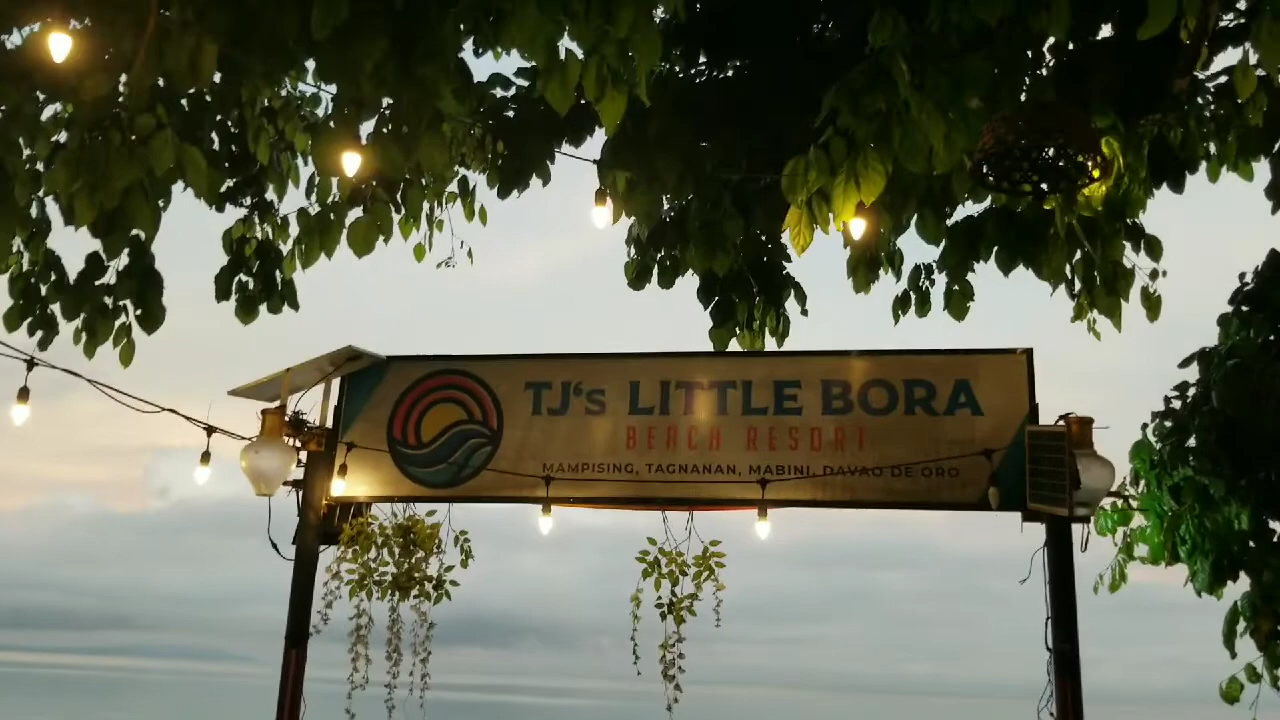 TJ‘s LITTLE BORA
BEACH RESORT
MAMPISING, TAGNANAN, MABINI, DAVAO DE ORO